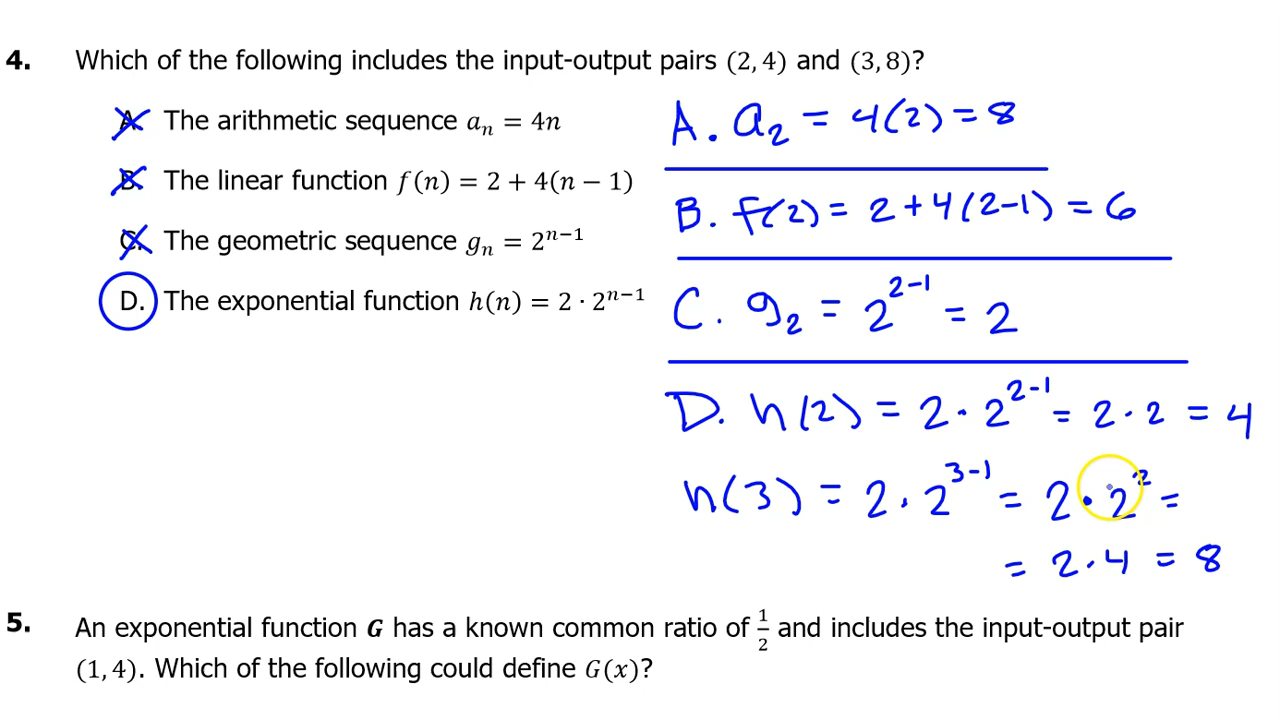 4. Which of the following includes the input-output pairs (2, 4) and (3, 8)?
A. The arithmetic sequence aₙ = 4n
B. The linear function f(n) = 2 + 4(n − 1)
C. The geometric sequence gₙ = 2ⁿ⁻¹
D. The exponential function h(n) = 2 · 2ⁿ⁻¹
A. a₂ = 4(2) = 8
B. f(2) = 2 + 4(2-1) = 6
C. g₂ = 2²⁻¹ = 2
D. h(2) = 2 · 2²⁻¹ = 2 · 2 = 4
h(3) = 2 · 2³⁻¹ = 2 · 2² =
= 2 · 4 = 8
5. An exponential function G has a known common ratio of 1/2 and includes the input-output pair
(1, 4). Which of the following could define G(x)?